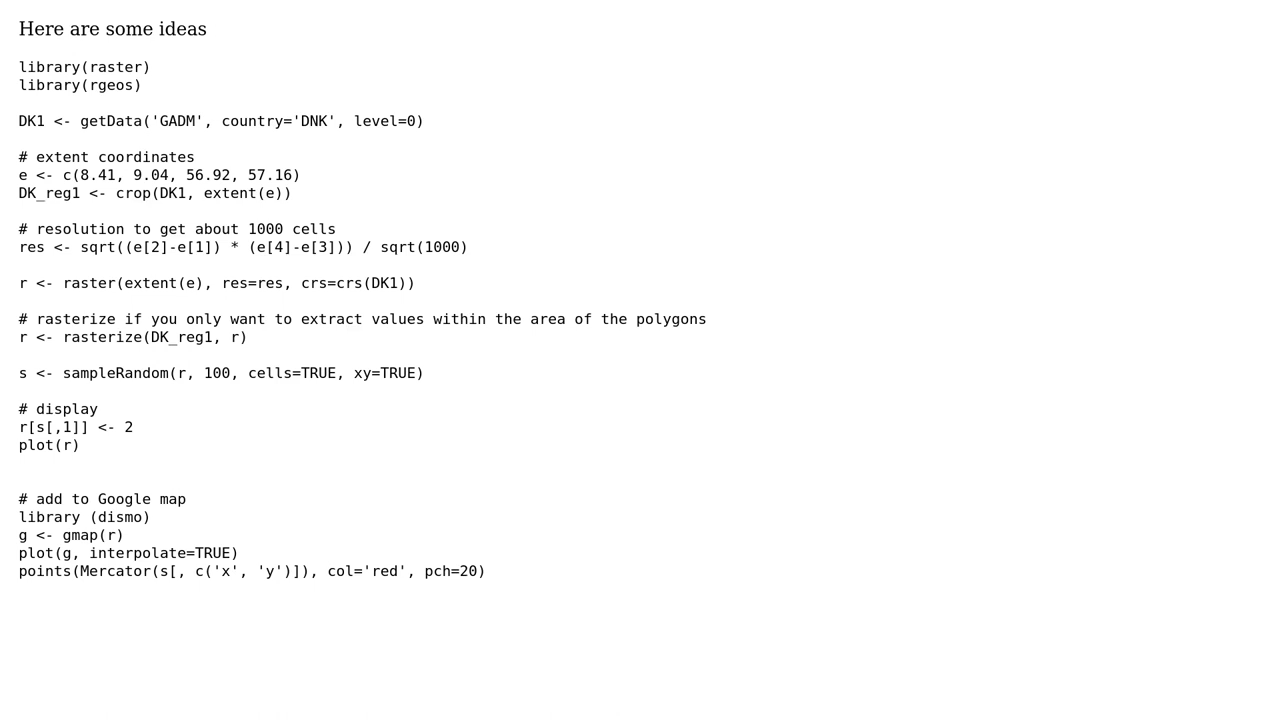 Here are some ideas
library(raster)
library(rgeos)
DK1 <- getData('GADM', country='DNK', level=0)
# extent coordinates
e <- c(8.41, 9.04, 56.92, 57.16)
DK_reg1 <- crop(DK1, extent(e))
# resolution to get about 1000 cells
res <- sqrt((e[2]-e[1]) * (e[4]-e[3])) / sqrt(1000)
r <- raster(extent(e), res=res, crs=crs(DK1))
# rasterize if you only want to extract values within the area of the polygons
r <- rasterize(DK_reg1, r)
s <- sampleRandom(r, 100, cells=TRUE, xy=TRUE)
# display
r[s[,1]] <- 2
plot(r)
# add to Google map
library (dismo)
g <- gmap(r)
plot(g, interpolate=TRUE)
points(Mercator(s[, c('x', 'y')]), col='red', pch=20)